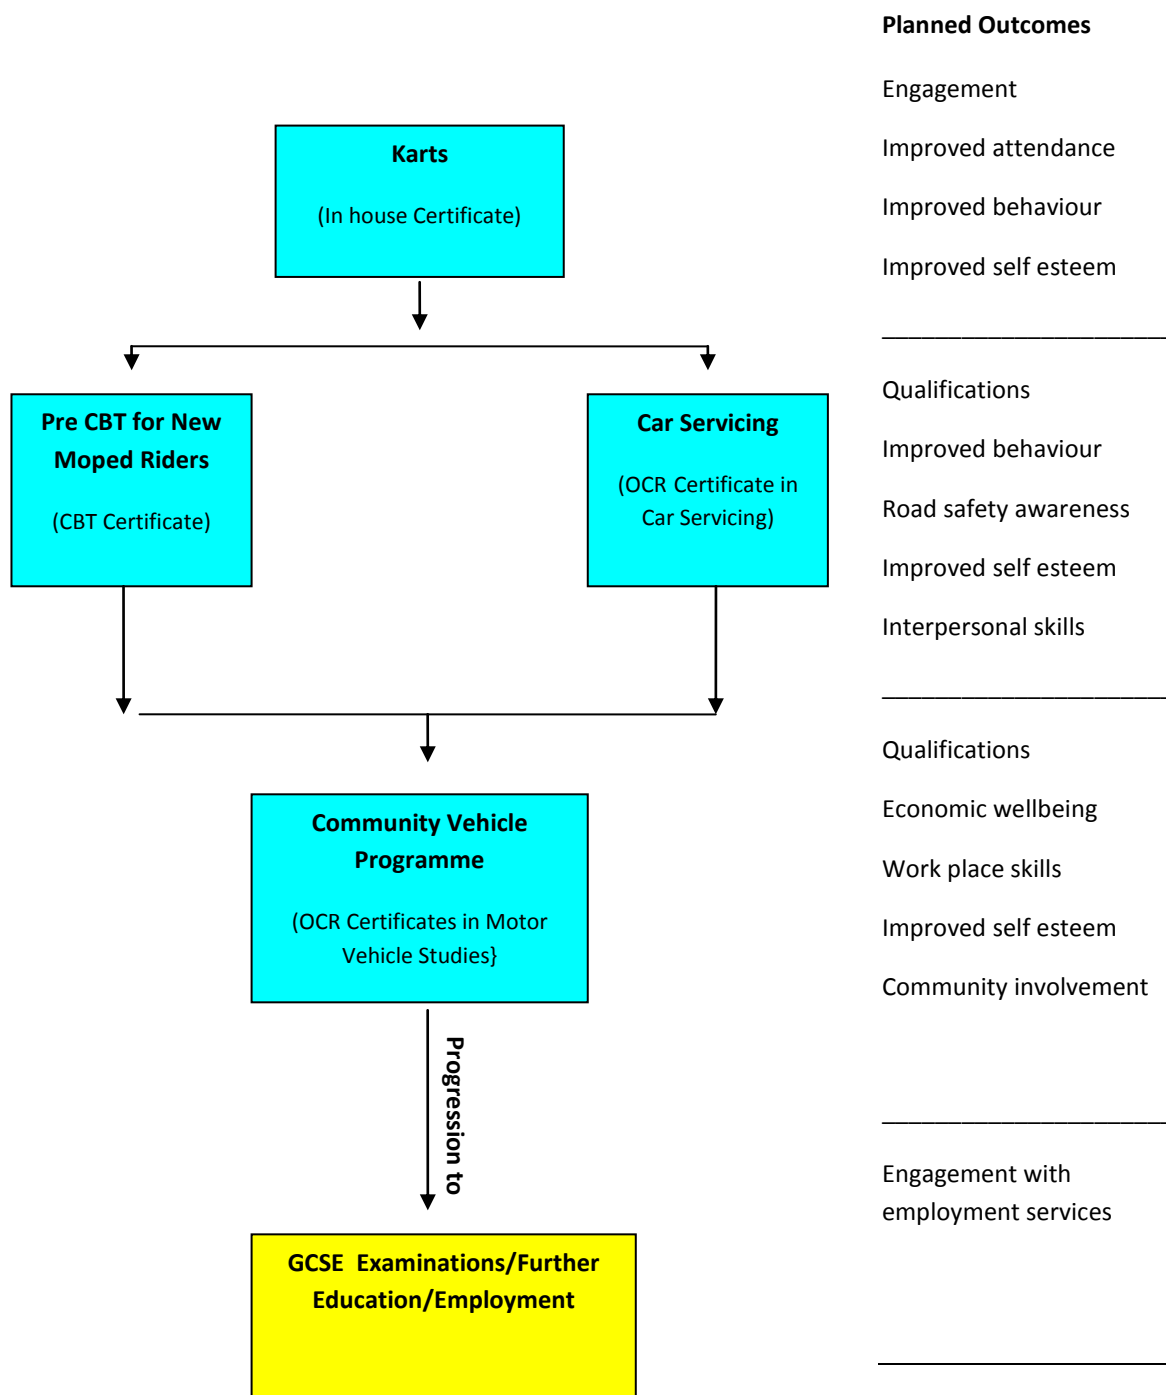 Planned Outcomes
Engagement
Improved attendance
Improved behaviour
Improved self esteem
Karts
(In house Certificate)
Pre CBT for New
Moped Riders
(CBT Certificate)
Car Servicing
(OCR Certificate in
Car Servicing)
Qualifications
Improved behaviour
Road safety awareness
Improved self esteem
Interpersonal skills
Community Vehicle
Programme
(OCR Certificates in Motor
Vehicle Studies}
Qualifications
Economic wellbeing
Work place skills
Improved self esteem
Community involvement
Progression to
GCSE Examinations/Further
Education/Employment
Engagement with
employment services